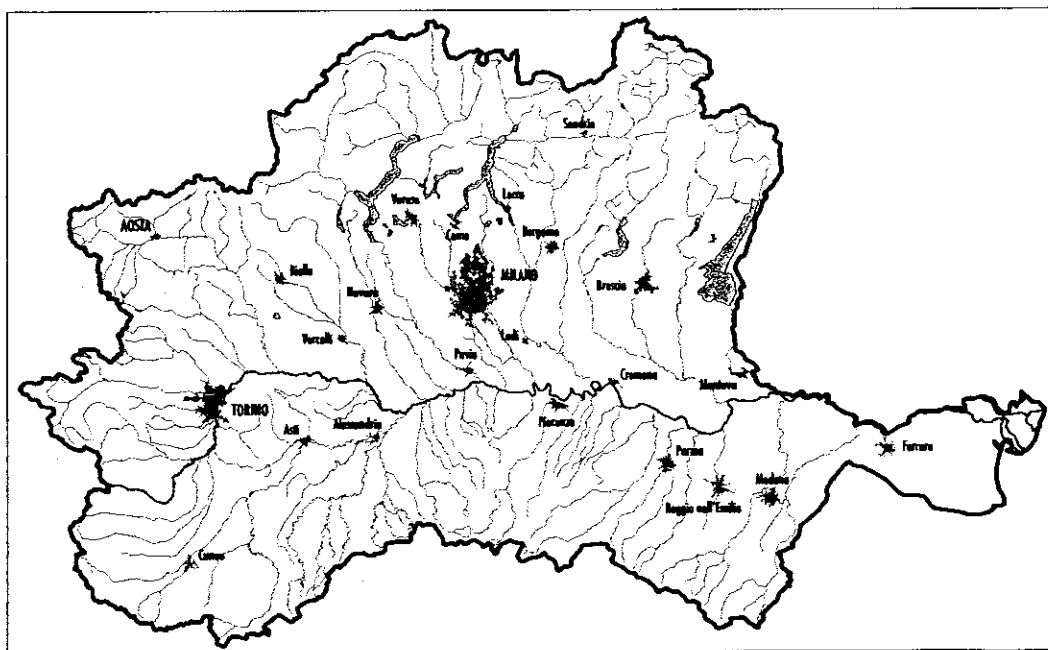 Sondrio
Varese
Lecco
AOSTA
Como
Bergamo
Biella
MILANO
Brescia
Novara
Vercelli
Lodi
Pavia
Cremona
Mantova
TORINO
Piacenza
Asti
Alessandria
Ferrara
Parma
Modena
Reggio nell'Emilia
Cuneo